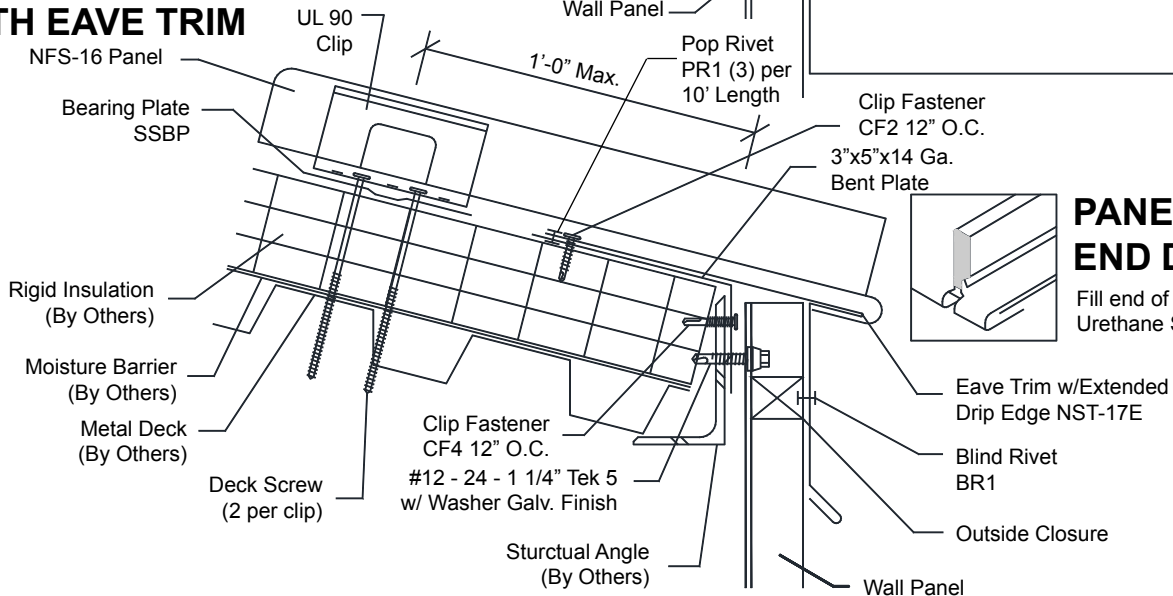 TH EAVE TRIM
NFS-16 Panel
Bearing Plate
SSBP
UL 90
Clip
1’-0” Max.
Wall Panel
Pop Rivet
PR1 (3) per
10’ Length
Clip Fastener
CF2 12” O.C.
3”x5”x14 Ga.
Bent Plate
PANE
END D
Fill end of
Urethane S
Rigid Insulation
(By Others)
Moisture Barrier
(By Others)
Metal Deck
(By Others)
Deck Screw
(2 per clip)
Clip Fastener
CF4 12” O.C.
#12 - 24 - 1 1/4” Tek 5
w/ Washer Galv. Finish
Sturctual Angle
(By Others)
Eave Trim w/Extended
Drip Edge NST-17E
Blind Rivet
BR1
Outside Closure
Wall Panel